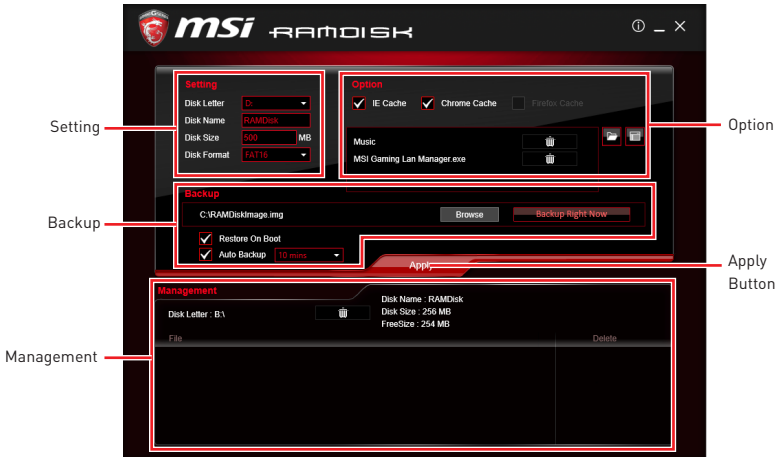 msi RAMDISK
Setting
Disk Letter D:
Disk Name RAMDisk
Disk Size 500 MB
Disk Format FAT16
Option
IE Cache Chrome Cache Firefox Cache
Music
MSI Gaming Lan Manager.exe
Backup
C:\RAMDiskImage.img Browse Backup Right Now
Restore On Boot
Auto Backup 10 mins
Apply
Management
Disk Letter : B:\
Disk Name : RAMDisk
Disk Size : 256 MB
FreeSize : 254 MB
File Delete
Setting
Backup
Management
Option
Apply
Button